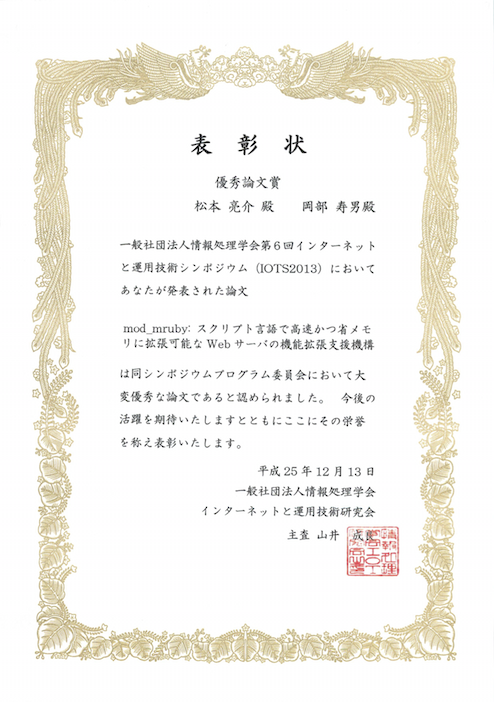 表彰状
優秀論文賞
松本 亮介 殿 岡部 寿男殿
一般社団法人情報処理学会第6回インターネット
と運用技術シンポジウム（IOTS2013）において
あなたが発表された論文
mod_mruby: スクリプト言語で高速かつ省メモ
リに拡張可能な Web サーバの機能拡張支援機構
は同シンポジウムプログラム委員会において大
変優秀な論文であると認められました。 今後の
活躍を期待いたしますとともにここにその栄誉
を称え表彰いたします。
平成 25 年 12 月 13 日
一般社団法人情報処理学会
インターネットと運用技術研究会
主査 山井 成良